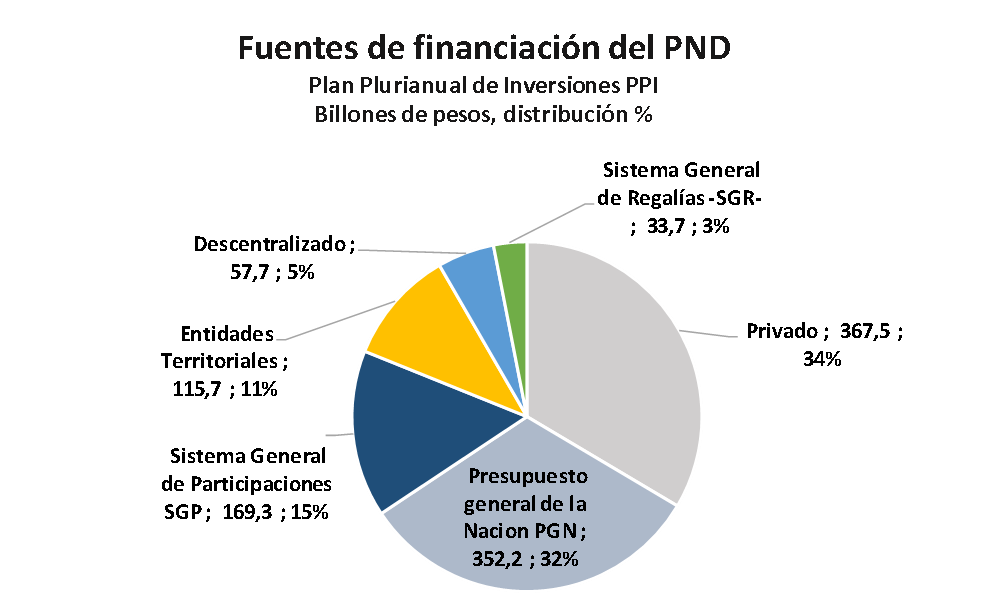 Fuentes de financiación del PND
Plan Plurianual de Inversiones PPI
Billones de pesos, distribución %
Sistema General
de Regalías -SGR-
; 33,7 ; 3%
Descentralizado ;
57,7 ; 5%
Entidades
Territoriales ;
115,7 ; 11%
Privado ; 367,5 ;
34%
Sistema General
de Participaciones
SGP ; 169,3 ; 15%
Presupuesto
general de la
Nacion PGN ;
352,2 ; 32%